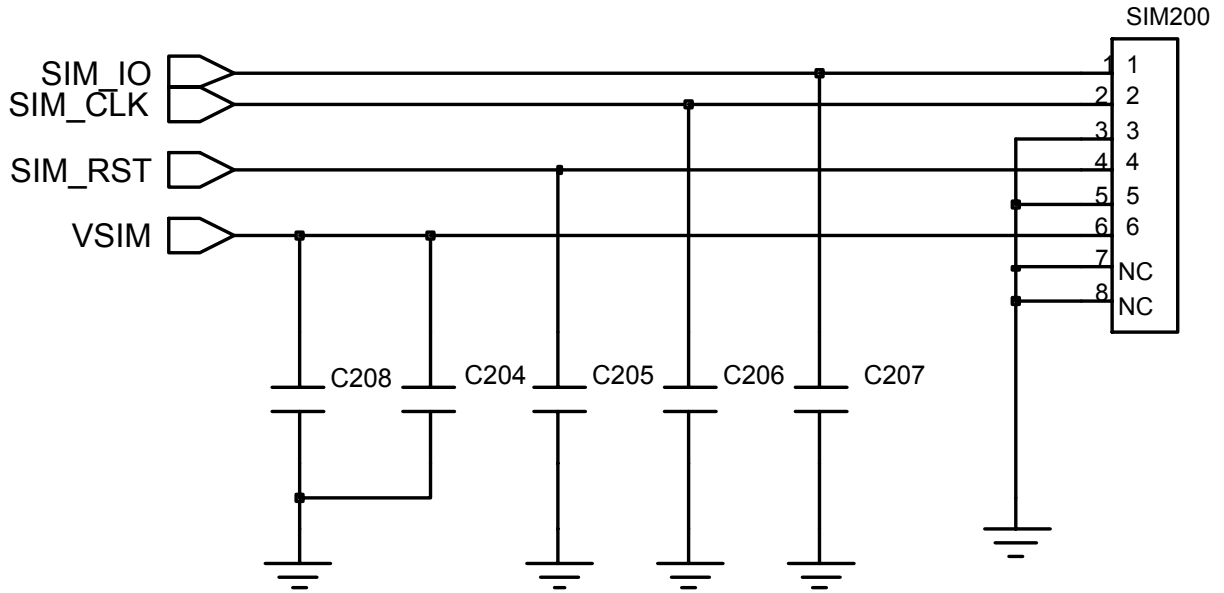 SIM200
SIM_IO
1 1
SIM_CLK
2 2
3 3
SIM_RST
4 4
5 5
VSIM
6 6
7 NC
8 NC
C208 C204 C205 C206 C207